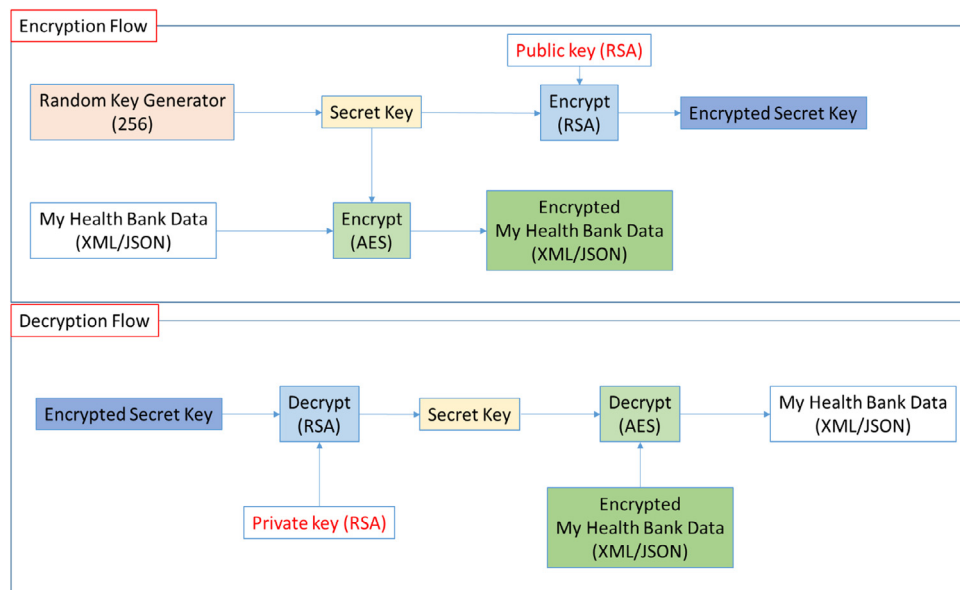 Encryption Flow
Public key (RSA)
Random Key Generator
(256)
Secret Key
Encrypt
(RSA)
Encrypted Secret Key
My Health Bank Data
(XML/JSON)
Encrypt
(AES)
Encrypted
My Health Bank Data
(XML/JSON)
Decryption Flow
Encrypted Secret Key
Decrypt
(RSA)
Secret Key
Decrypt
(AES)
My Health Bank Data
(XML/JSON)
Private key (RSA)
Encrypted
My Health Bank Data
(XML/JSON)